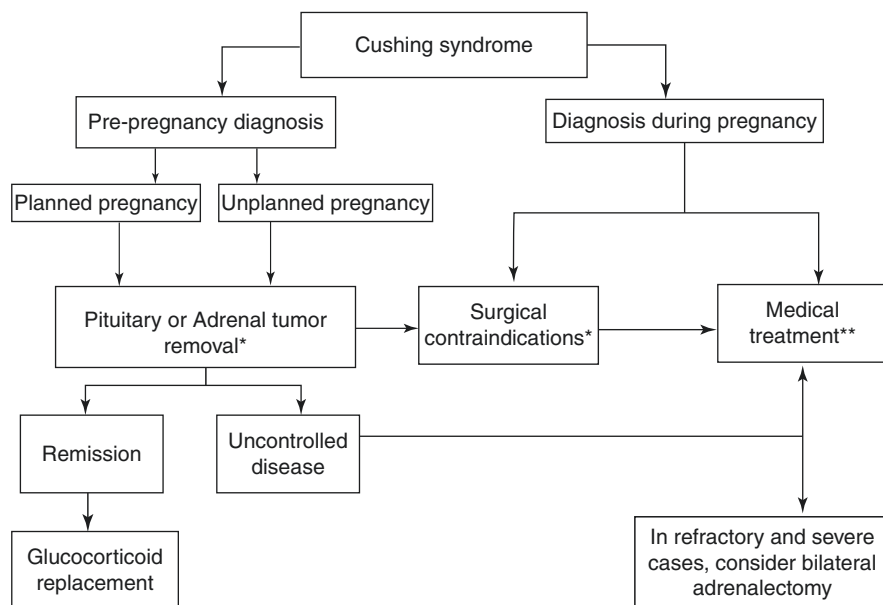 Cushing syndrome
Pre-pregnancy diagnosis
Diagnosis during pregnancy
Planned pregnancy
Unplanned pregnancy
Pituitary or Adrenal tumor
removal*
Surgical
contraindications*
Medical
treatment**
Remission
Uncontrolled
disease
Glucocorticoid
replacement
In refractory and severe
cases, consider bilateral
adrenalectomy